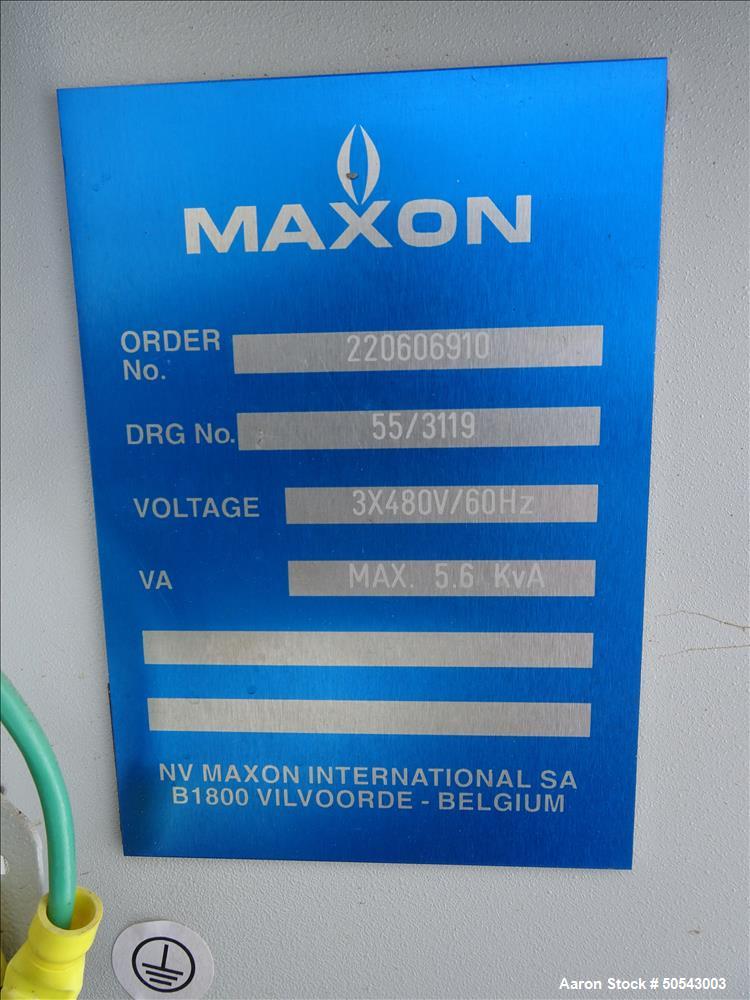 MAXON
ORDER No. 220606910
DRG No. 55/3119
VOLTAGE 3X480V/60Hz
VA MAX. 5.6 KvA
NV MAXON INTERNATIONAL SA
B1800 VILVOORDE - BELGIUM
Aaron Stock # 50543003